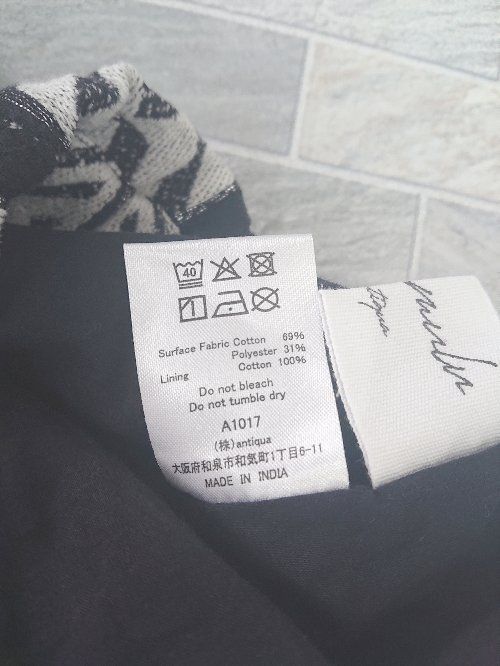 40
Surface Fabric Cotton 69%
Polyester 31%
Lining Cotton 100%
Do not bleach
Do not tumble dry
A1017
(株)antiqua
大阪府和泉市和気町1丁目6-11
MADE IN INDIA